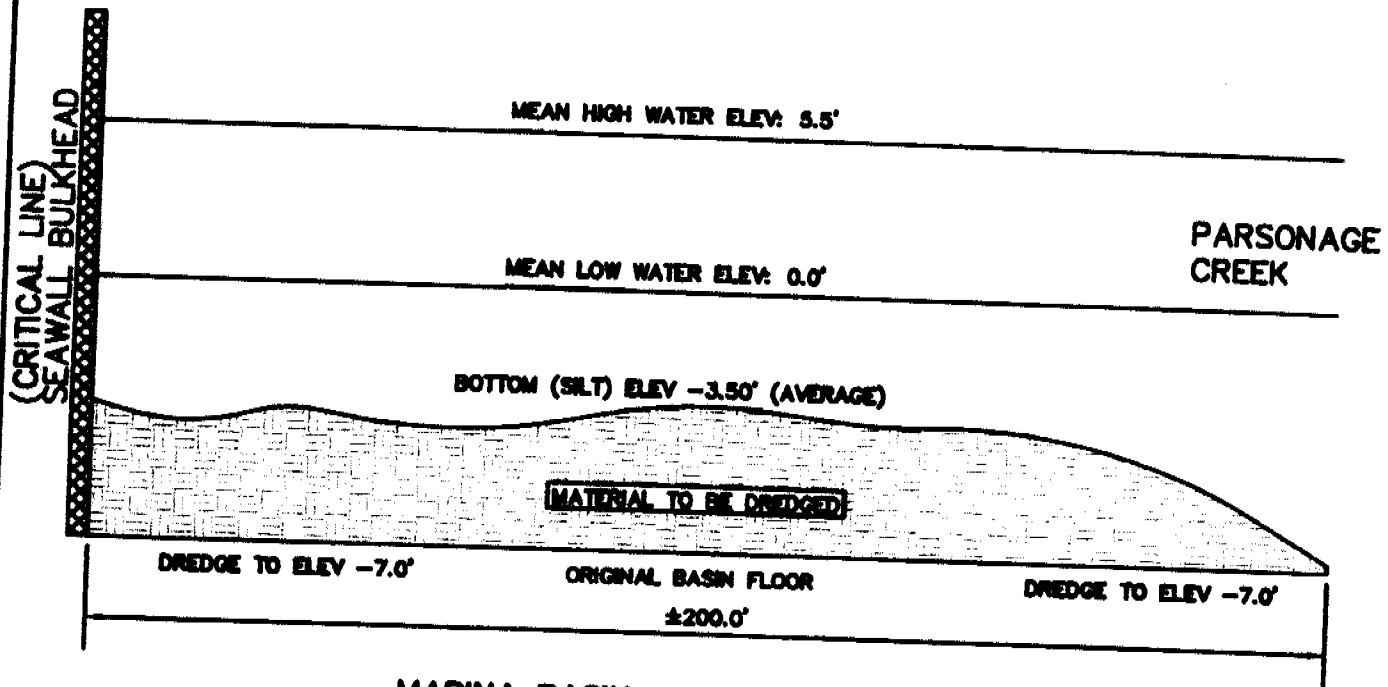 (CRITICAL LINE)
SEAWALL BULKHEAD
MEAN HIGH WATER ELEV: 5.5'
PARSONAGE
CREEK
MEAN LOW WATER ELEV: 0.0'
BOTTOM (SILT) ELEV -3.50' (AVERAGE)
MATERIAL TO BE DREDGED
DREDGE TO ELEV -7.0'
ORIGINAL BASIN FLOOR
DREDGE TO ELEV -7.0'
±200.0'
MARINA BASIN